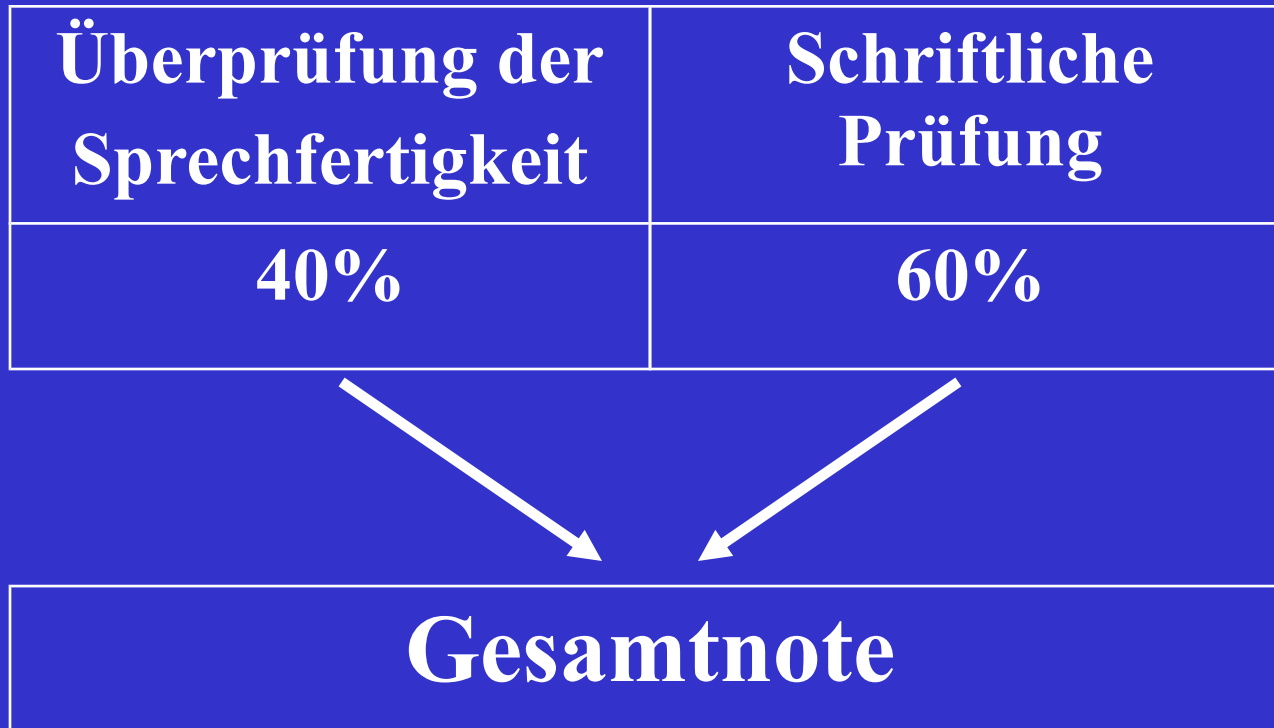 Überprüfung der
Sprechfertigkeit
Schriftliche
Prüfung
40%
60%
Gesamtnote